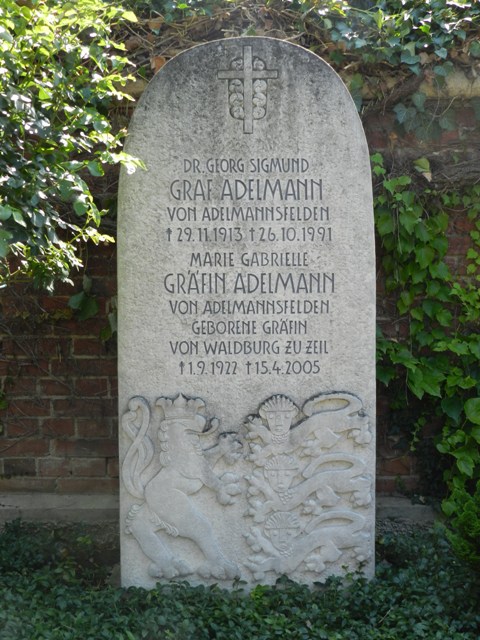 DR. GEORG SIGMUND
GRAF ADELMANN
VON ADELMANNSFELDEN
†29.11.1913 †26.10.1991
MARIE GABRIELLE
GRÄFIN ADELMANN
VON ADELMANNSFELDEN
GEBORENE GRÄFIN
VON WALDBURG ZU ZEIL
†1.9.1922 †15.4.2005